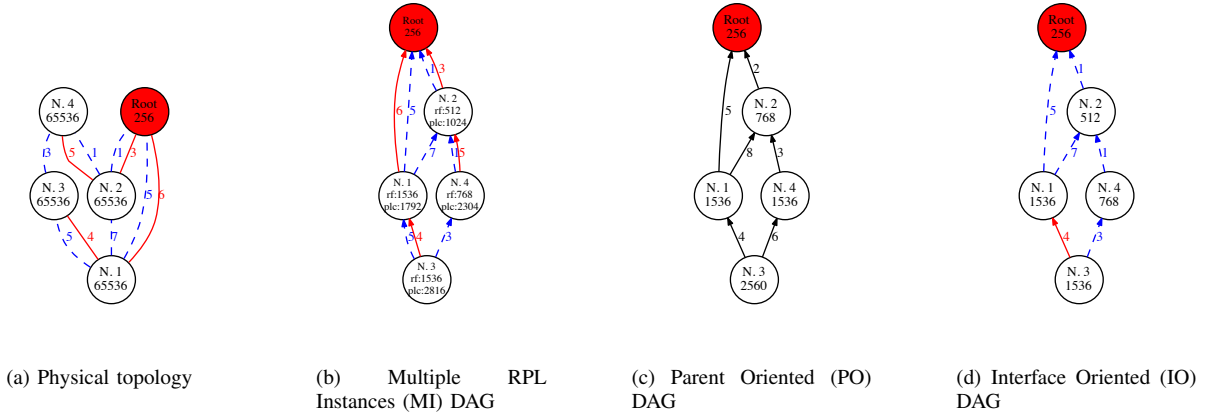 Root
256
N. 4
65536
N. 3
65536
N. 2
65536
N. 1
65536
3
5
1
1
3
5
6
5
4
7
(a) Physical topology
Root
256
N. 2
rf:512
plc:1024
N. 1
rf:1536
plc:1792
N. 4
rf:768
plc:2304
N. 3
rf:1536
plc:2816
6
5
1
3
7
1
5
5
4
3
(b) Multiple RPL
Instances (MI) DAG
Root
256
N. 2
768
N. 1
1536
N. 4
1536
N. 3
2560
5
2
8
3
4
6
(c) Parent Oriented (PO)
DAG
Root
256
N. 2
512
N. 1
1536
N. 4
768
N. 3
1536
5
1
7
1
4
3
(d) Interface Oriented (IO)
DAG